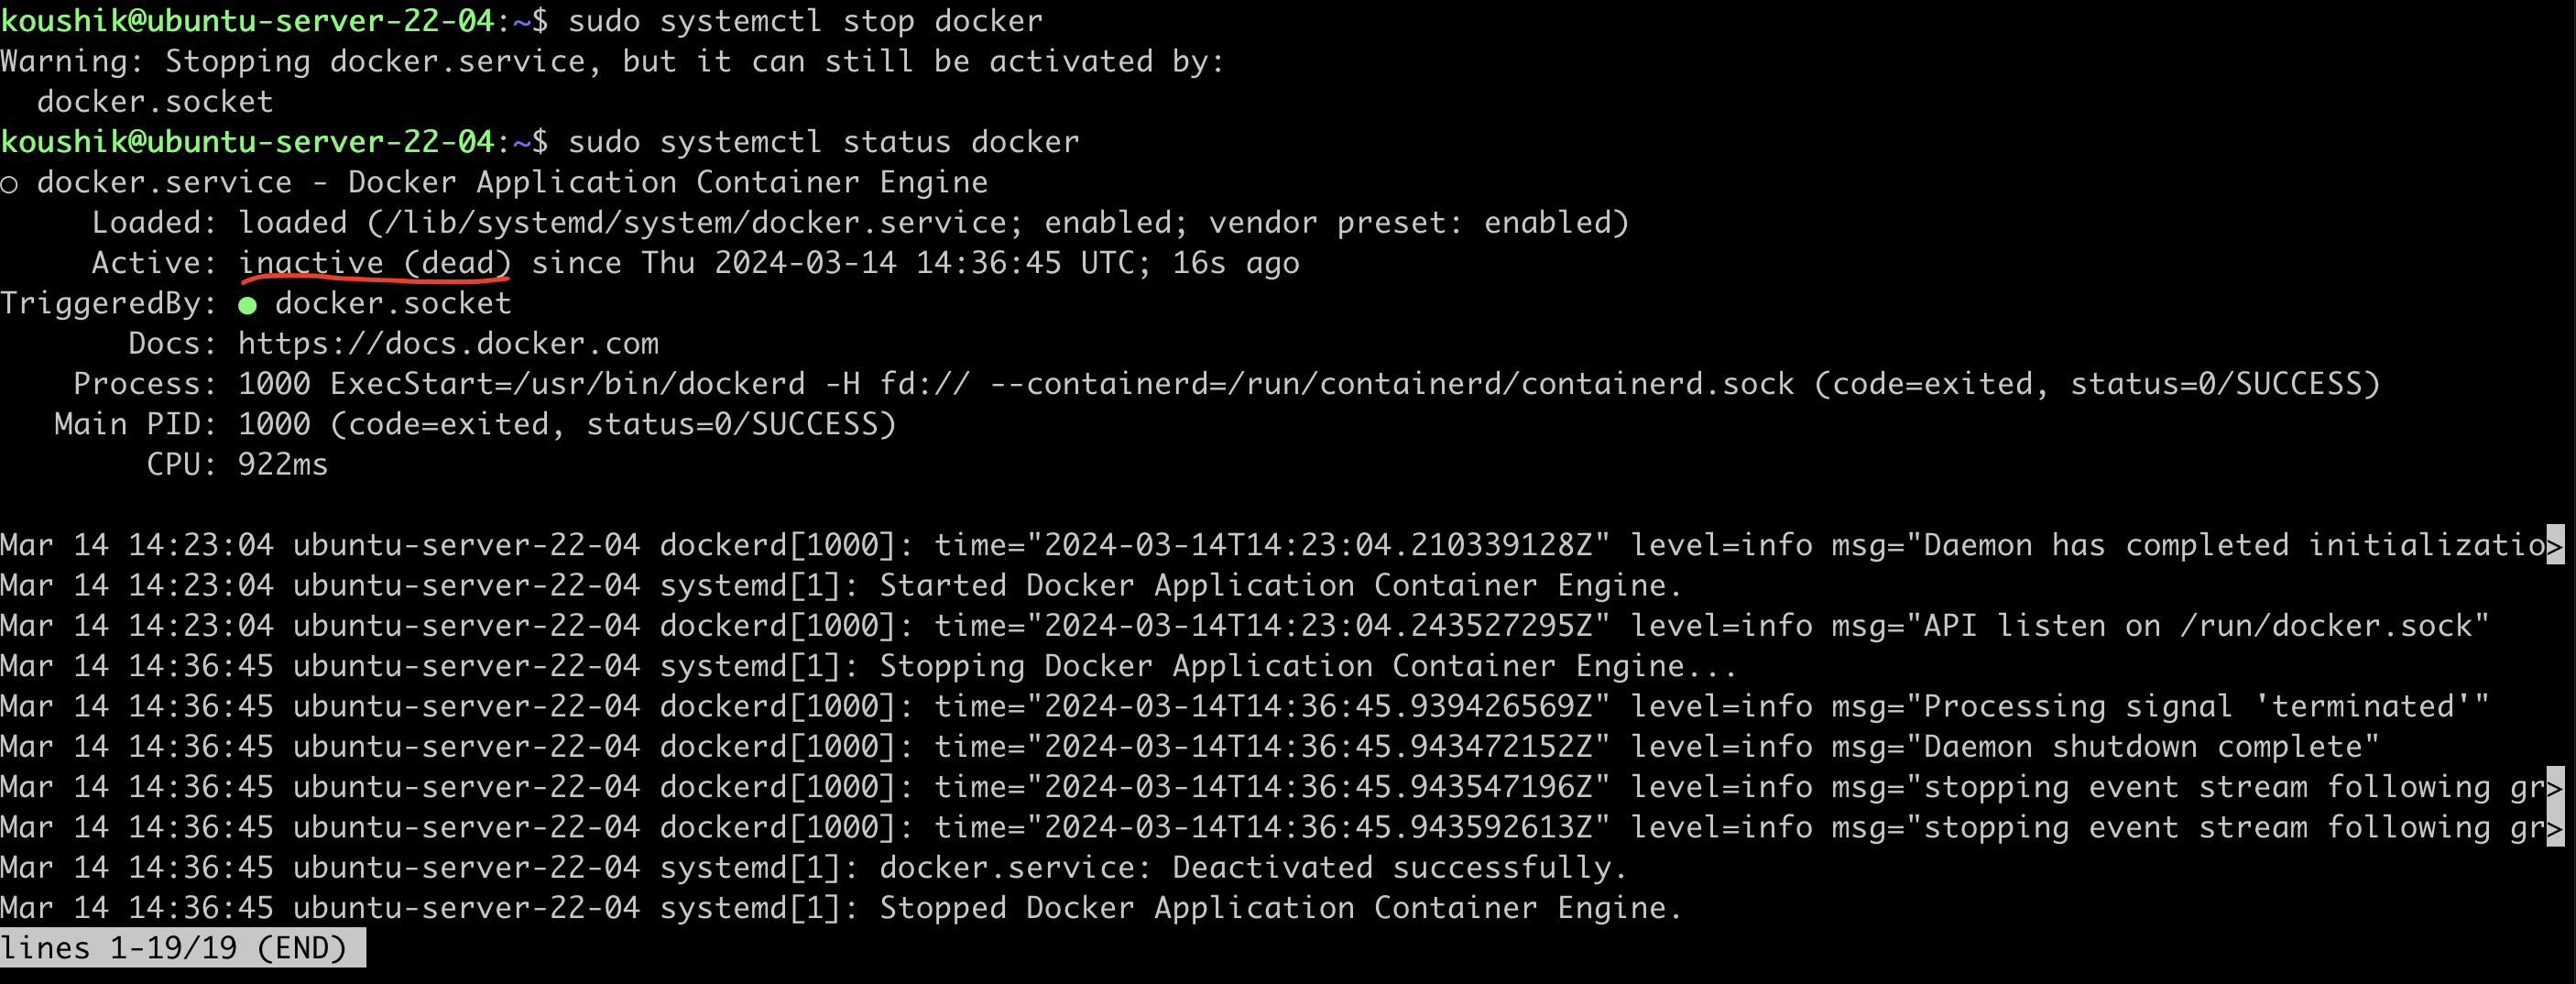 koushik@ubuntu-server-22-04:~$ sudo systemctl stop docker
Warning: Stopping docker.service, but it can still be activated by:
  docker.socket
koushik@ubuntu-server-22-04:~$ sudo systemctl status docker
○ docker.service - Docker Application Container Engine
     Loaded: loaded (/lib/systemd/system/docker.service; enabled; vendor preset: enabled)
     Active: inactive (dead) since Thu 2024-03-14 14:36:45 UTC; 16s ago
TriggeredBy: ● docker.socket
       Docs: https://docs.docker.com
    Process: 1000 ExecStart=/usr/bin/dockerd -H fd:// --containerd=/run/containerd/containerd.sock (code=exited, status=0/SUCCESS)
   Main PID: 1000 (code=exited, status=0/SUCCESS)
        CPU: 922ms

Mar 14 14:23:04 ubuntu-server-22-04 dockerd[1000]: time="2024-03-14T14:23:04.210339128Z" level=info msg="Daemon has completed initializatio>
Mar 14 14:23:04 ubuntu-server-22-04 systemd[1]: Started Docker Application Container Engine.
Mar 14 14:23:04 ubuntu-server-22-04 dockerd[1000]: time="2024-03-14T14:23:04.243527295Z" level=info msg="API listen on /run/docker.sock"
Mar 14 14:36:45 ubuntu-server-22-04 systemd[1]: Stopping Docker Application Container Engine...
Mar 14 14:36:45 ubuntu-server-22-04 dockerd[1000]: time="2024-03-14T14:36:45.939426569Z" level=info msg="Processing signal 'terminated'"
Mar 14 14:36:45 ubuntu-server-22-04 dockerd[1000]: time="2024-03-14T14:36:45.943472152Z" level=info msg="Daemon shutdown complete"
Mar 14 14:36:45 ubuntu-server-22-04 dockerd[1000]: time="2024-03-14T14:36:45.943547196Z" level=info msg="stopping event stream following gr>
Mar 14 14:36:45 ubuntu-server-22-04 dockerd[1000]: time="2024-03-14T14:36:45.943592613Z" level=info msg="stopping event stream following gr>
Mar 14 14:36:45 ubuntu-server-22-04 systemd[1]: docker.service: Deactivated successfully.
Mar 14 14:36:45 ubuntu-server-22-04 systemd[1]: Stopped Docker Application Container Engine.
lines 1-19/19 (END)